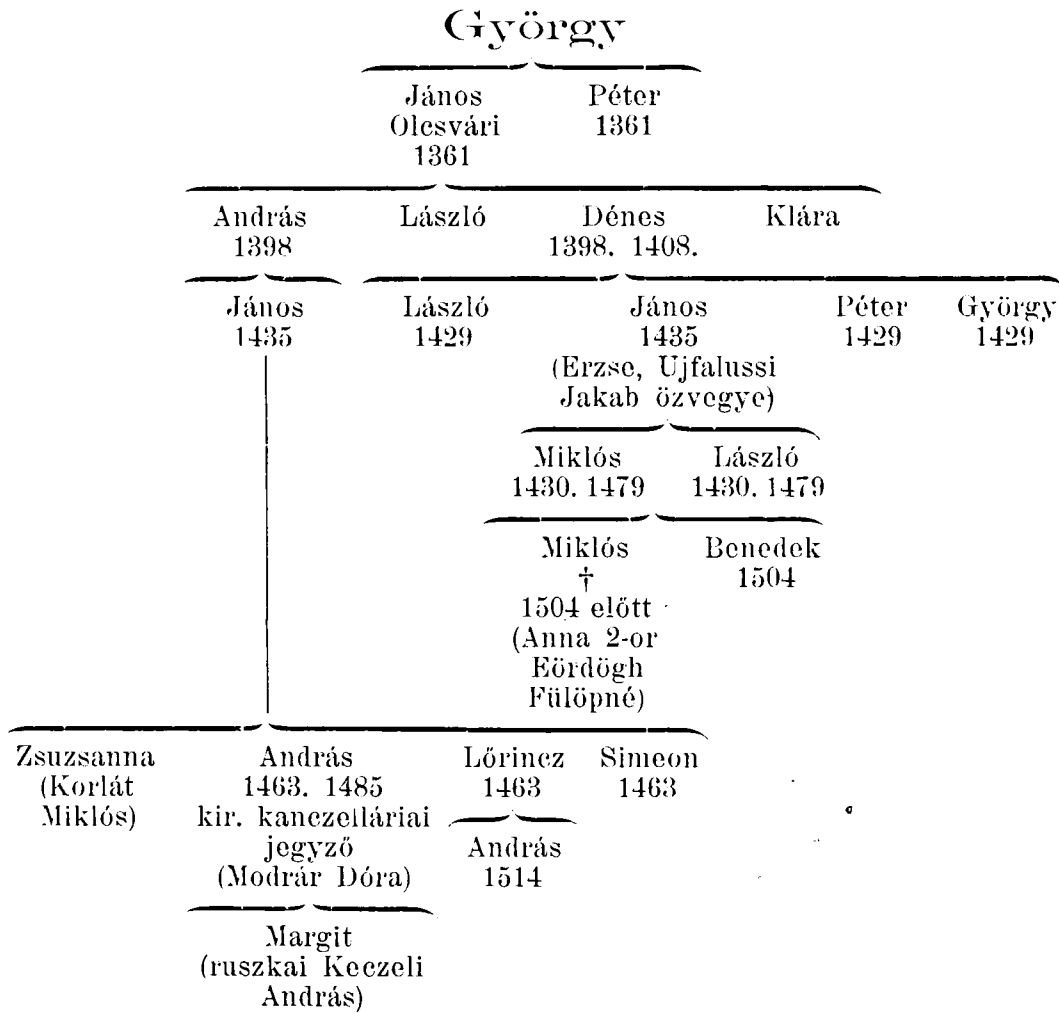 György
János Péter
Olcsvári 1361
1361
András László Dénes Klára
1398 1398. 1408.
János László János Péter György
1435 1429 1435 1429 1429
(Erzse, Ujfalussi
Jakab özvegye)
Miklós László
1430. 1479 1430. 1479
Miklós Benedek
† 1504
1504 előtt
(Anna 2-or
Eördögh
Fülöpné)
Zsuzsanna András Lőrincz Simeon
(Korlát 1463. 1485 1463 1463
Miklós) kir. kanczelláriai
jegyző András
(Modrár Dóra) 1514
Margit
(ruszkai Keczeli
András)